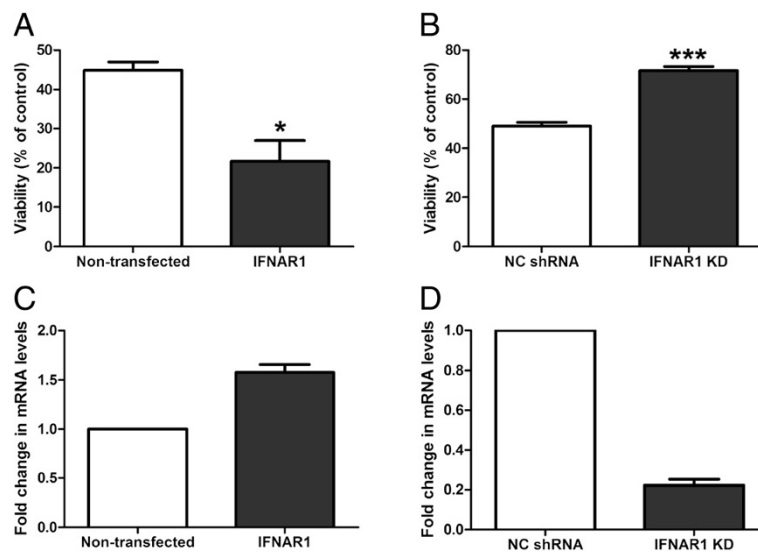 A
Viability (% of control)
50
40
30
20
10
0
*
Non-transfected
IFNAR1
B
Viability (% of control)
80
60
40
20
0
***
NC shRNA
IFNAR1 KD
C
Fold change in mRNA levels
2.0
1.5
1.0
0.5
0.0
Non-transfected
IFNAR1
D
Fold change in mRNA levels
1.0
0.8
0.6
0.4
0.2
0.0
NC shRNA
IFNAR1 KD